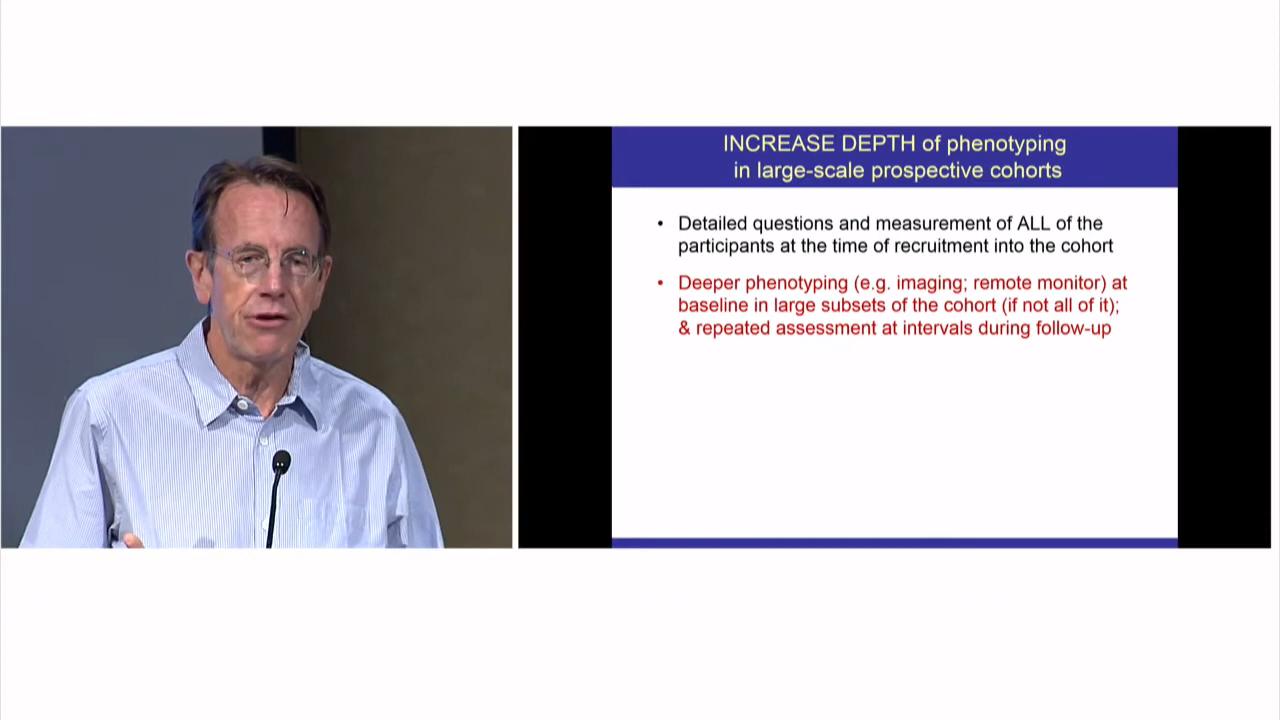 INCREASE DEPTH of phenotyping
in large-scale prospective cohorts
• Detailed questions and measurement of ALL of the
participants at the time of recruitment into the cohort
• Deeper phenotyping (e.g. imaging; remote monitor) at
baseline in large subsets of the cohort (if not all of it);
& repeated assessment at intervals during follow-up